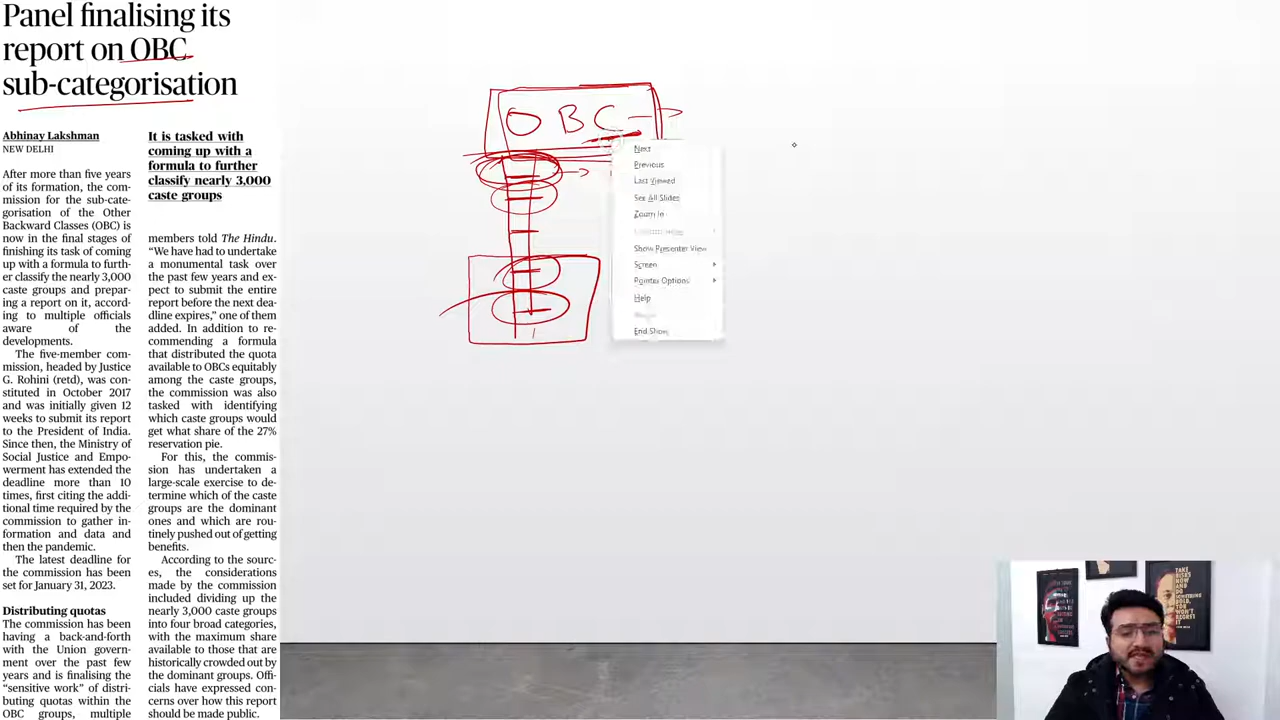 Panel finalising its
report on OBC
sub-categorisation
Abhinay Lakshman
NEW DELHI
After more than five years
of its formation, the com-
mission for the sub-cate-
gorisation of the Other
Backward Classes (OBC) is
now in the final stages of
finishing its task of coming
up with a formula to furth-
er classify the nearly 3,000
caste groups and prepar-
ing a report on it, accord-
ing to multiple officials
aware of the
developments.
The five-member com-
mission, headed by Justice
G. Rohini (retd), was con-
stituted in October 2017
and was initially given 12
weeks to submit its report
to the President of India.
Since then, the Ministry of
Social Justice and Empo-
werment has extended the
deadline more than 10
times, first citing the addi-
tional time required by the
commission to gather in-
formation and data and
then the pandemic.
The latest deadline for
the commission has been
set for January 31, 2023.
Distributing quotas
The commission has been
having a back-and-forth
with the Union govern-
ment over the past few
years and is finalising the
“sensitive work” of distri-
buting quotas within the
OBC groups, multiple
It is tasked with
coming up with a
formula to further
classify nearly 3,000
caste groups
members told The Hindu.
“We have had to undertake
a monumental task over
the past few years and ex-
pect to submit the entire
report before the next dea-
dline expires,” one of them
added. In addition to re-
commending a formula
that distributed the quota
available to OBCs equitably
among the caste groups,
the commission was also
tasked with identifying
which caste groups would
get what share of the 27%
reservation pie.
For this, the commis-
sion has undertaken a
large-scale exercise to de-
termine which of the caste
groups are the dominant
ones and which are rou-
tinely pushed out of getting
benefits.
According to the sourc-
es, the considerations
made by the commission
included dividing up the
nearly 3,000 caste groups
into four broad categories,
with the maximum share
available to those that are
historically crowded out by
the dominant groups. Offi-
cials have expressed con-
cerns over how this report
should be made public.
OBC
Next
Previous
Last Viewed
See All Slides
Zoom In
Show Presenter View
Screen
Pointer Options
Help
End Show
TAKE
RISKS
NOW
AND
DO
SOMETHING
BOLD.
YOU
WON'T
REGRET
IT